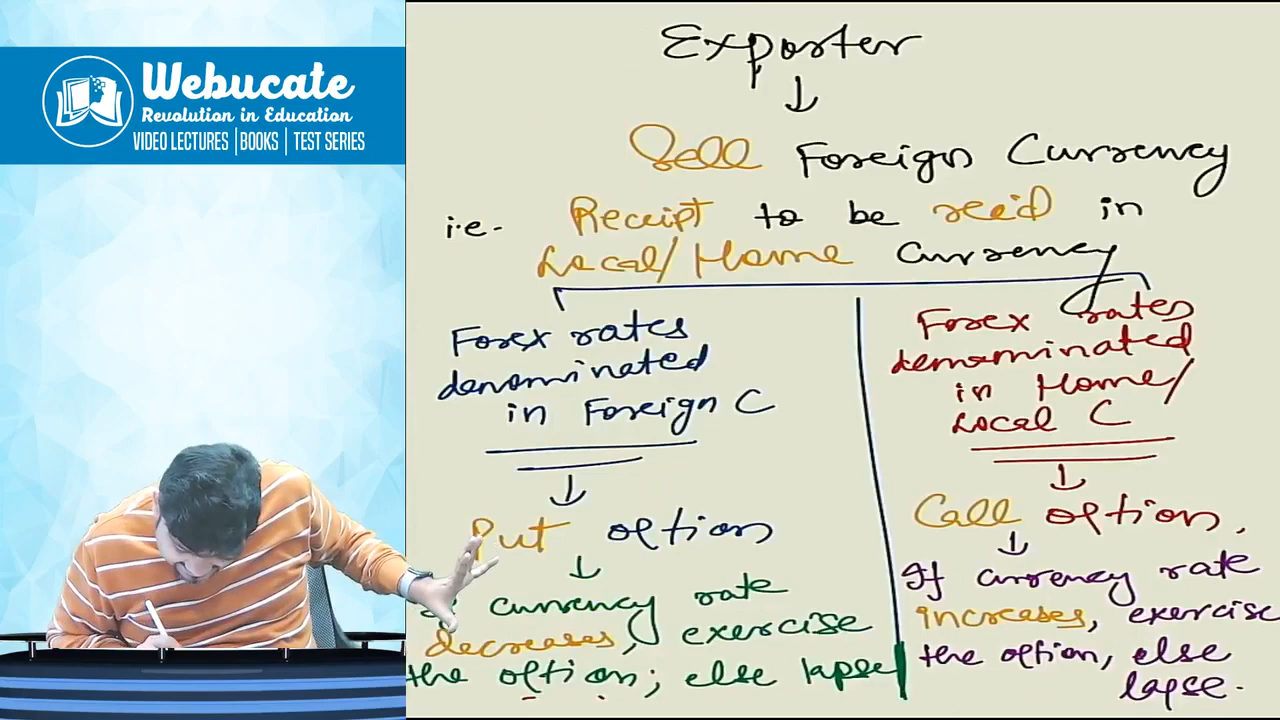 Webucate
Revolution in Education
VIDEO LECTURES | BOOKS | TEST SERIES
Exporter
↓
Sell Foreign Currency
i.e. Receipt to be in
Local/Home Currency
Forex rates
denominated
in Foreign C
↓
Put option
↓
currency rate
decreases, exercise
the option; else lapse
Forex rates
denominated
in Home/
Local C
↓
Call option.
↓
If currency rate
increases, exercise
the option, else
lapse.